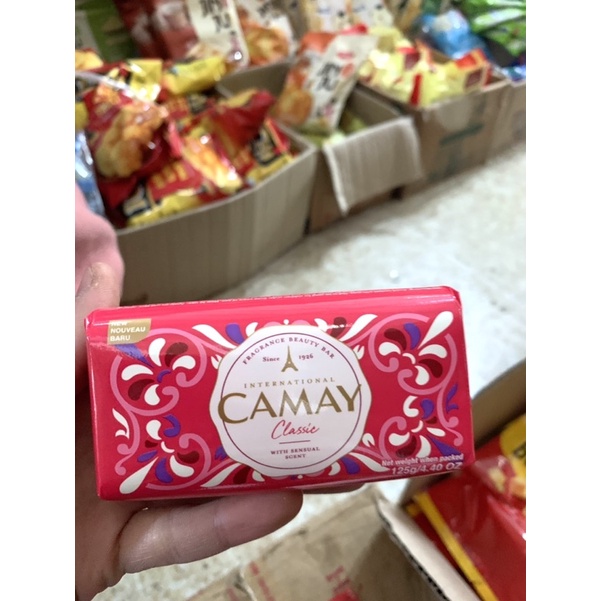 NOUVEAU
BARU
FRAGRANCE BEAUTY BAR
Since 1926
INTERNATIONAL
CAMAY
Classic
WITH SENSUAL
SCENT
Net weight when packed
125g/4.40 OZ